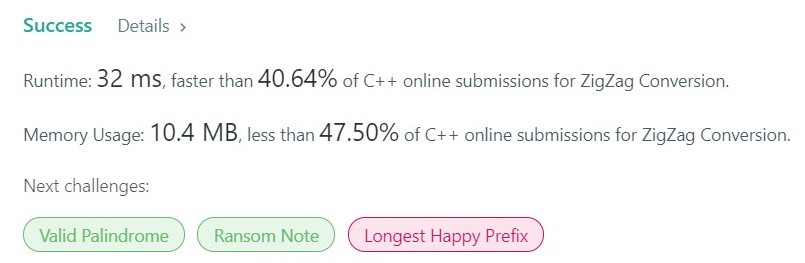 Success Details >
Runtime: 32 ms, faster than 40.64% of C++ online submissions for ZigZag Conversion.
Memory Usage: 10.4 MB, less than 47.50% of C++ online submissions for ZigZag Conversion.
Next challenges:
Valid Palindrome Ransom Note Longest Happy Prefix